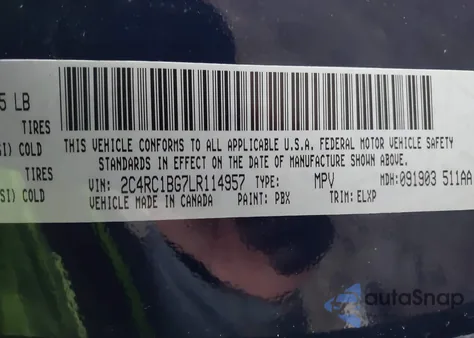 5 LB
TIRES
SI) COLD
TIRES
SI) COLD
THIS VEHICLE CONFORMS TO ALL APPLICABLE U.S.A. FEDERAL MOTOR VEHICLE SAFETY
STANDARDS IN EFFECT ON THE DATE OF MANUFACTURE SHOWN ABOVE.
VIN: 2C4RC1BG7LR114957 TYPE: MPV MDH:091903 511AA
VEHICLE MADE IN CANADA PAINT: PBX TRIM: ELXP
autoSnap